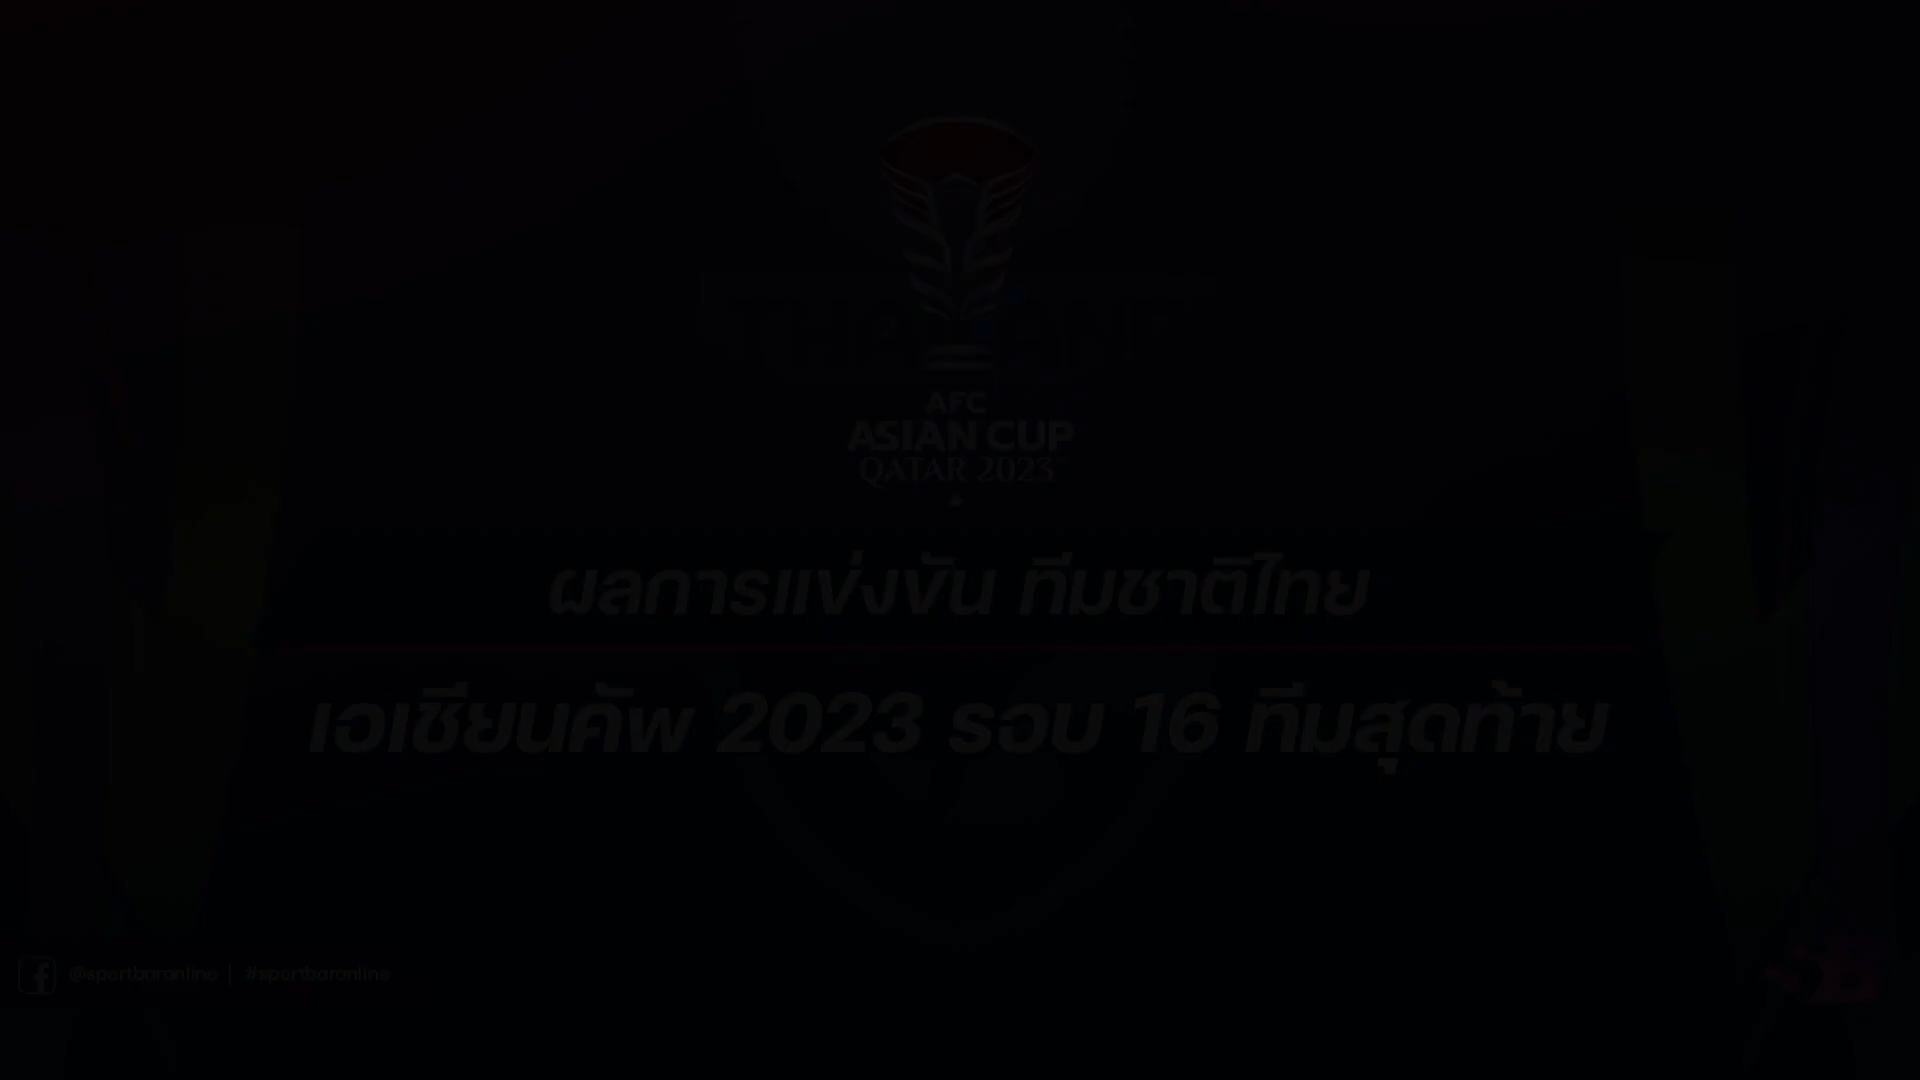 AFC
ASIAN CUP
QATAR 2023
ผลการแข่งขัน ทีมชาติไทย
เอเชียนคัพ 2023 รอบ 16 ทีมสุดท้าย
@sportbaronline | #sportbaronline